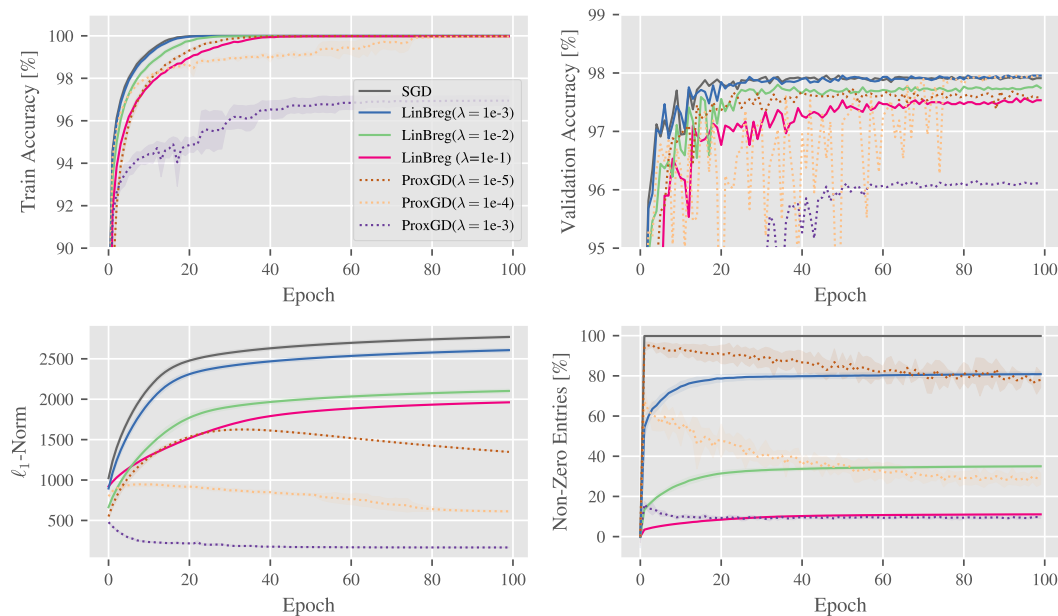 100
98
96
94
92
90
Train Accuracy [%]
0 20 40 60 80 100
Epoch
SGD
LinBreg(λ = 1e-3)
LinBreg(λ = 1e-2)
LinBreg (λ=1e-1)
ProxGD(λ = 1e-5)
ProxGD(λ = 1e-4)
ProxGD(λ = 1e-3)
99
98
97
96
95
Validation Accuracy [%]
0 20 40 60 80 100
Epoch
2500
2000
1500
1000
500
ℓ₁-Norm
0 20 40 60 80 100
Epoch
100
80
60
40
20
0
Non-Zero Entries [%]
0 20 40 60 80 100
Epoch